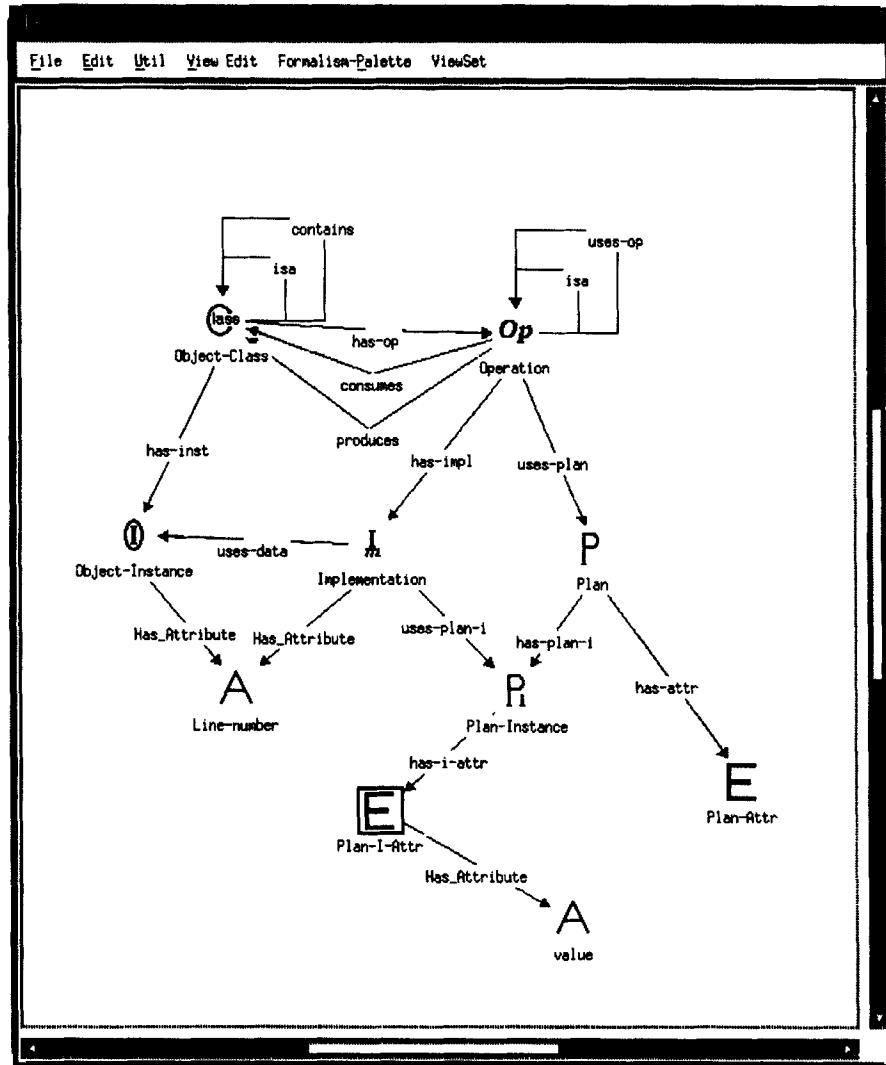 File Edit Util View Edit Formalism-Palette ViewSet
contains
uses-op
isa
isa
Class
Op
has-op
Object-Class
Operation
consumes
produces
has-inst
has-impl
uses-plan
I
uses-data
Im
P
Object-Instance
Implementation
Plan
Has_Attribute
Has_Attribute
uses-plan-i
has-plan-i
A
Pi
has-attr
Line-number
Plan-Instance
has-i-attr
E
E
Plan-Attr
Plan-I-Attr
Has_Attribute
A
value